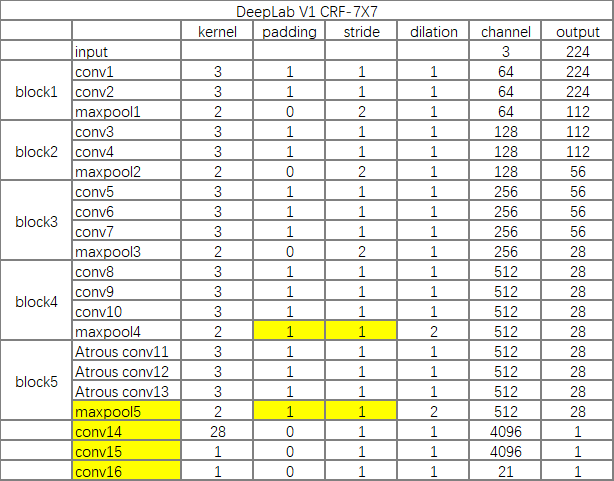 DeepLab V1 CRF-7X7
kernel padding stride dilation channel output
input 3 224
block1
conv1 3 1 1 1 64 224
conv2 3 1 1 1 64 224
maxpool1 2 0 2 1 64 112
block2
conv3 3 1 1 1 128 112
conv4 3 1 1 1 128 112
maxpool2 2 0 2 1 128 56
block3
conv5 3 1 1 1 256 56
conv6 3 1 1 1 256 56
conv7 3 1 1 1 256 56
maxpool3 2 0 2 1 256 28
block4
conv8 3 1 1 1 512 28
conv9 3 1 1 1 512 28
conv10 3 1 1 1 512 28
maxpool4 2 1 1 2 512 28
block5
Atrous conv11 3 1 1 1 512 28
Atrous conv12 3 1 1 1 512 28
Atrous conv13 3 1 1 1 512 28
maxpool5 2 1 1 2 512 28
conv14 28 0 1 1 4096 1
conv15 1 0 1 1 4096 1
conv16 1 0 1 1 21 1